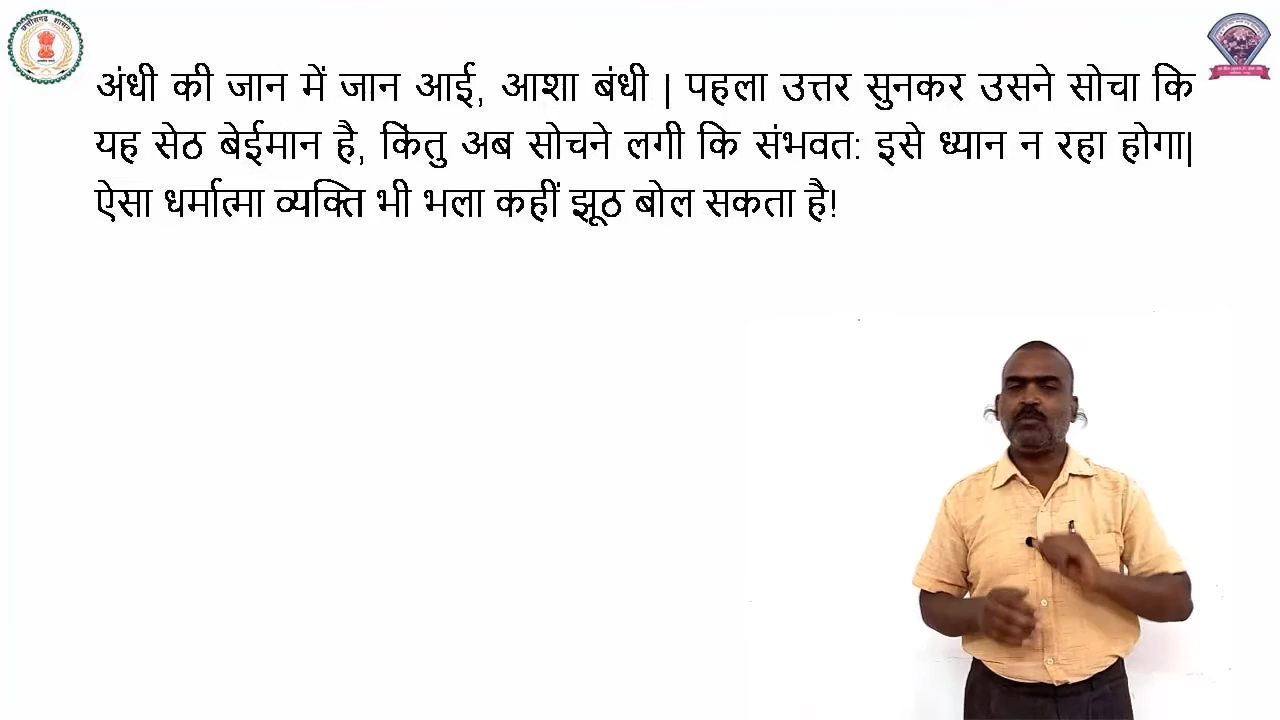 अंधी की जान में जान आई, आशा बंधी | पहला उत्तर सुनकर उसने सोचा कि
यह सेठ बेईमान है, किंतु अब सोचने लगी कि संभवत: इसे ध्यान न रहा होगा|
ऐसा धर्मात्मा व्यक्ति भी भला कहीं झूठ बोल सकता है!